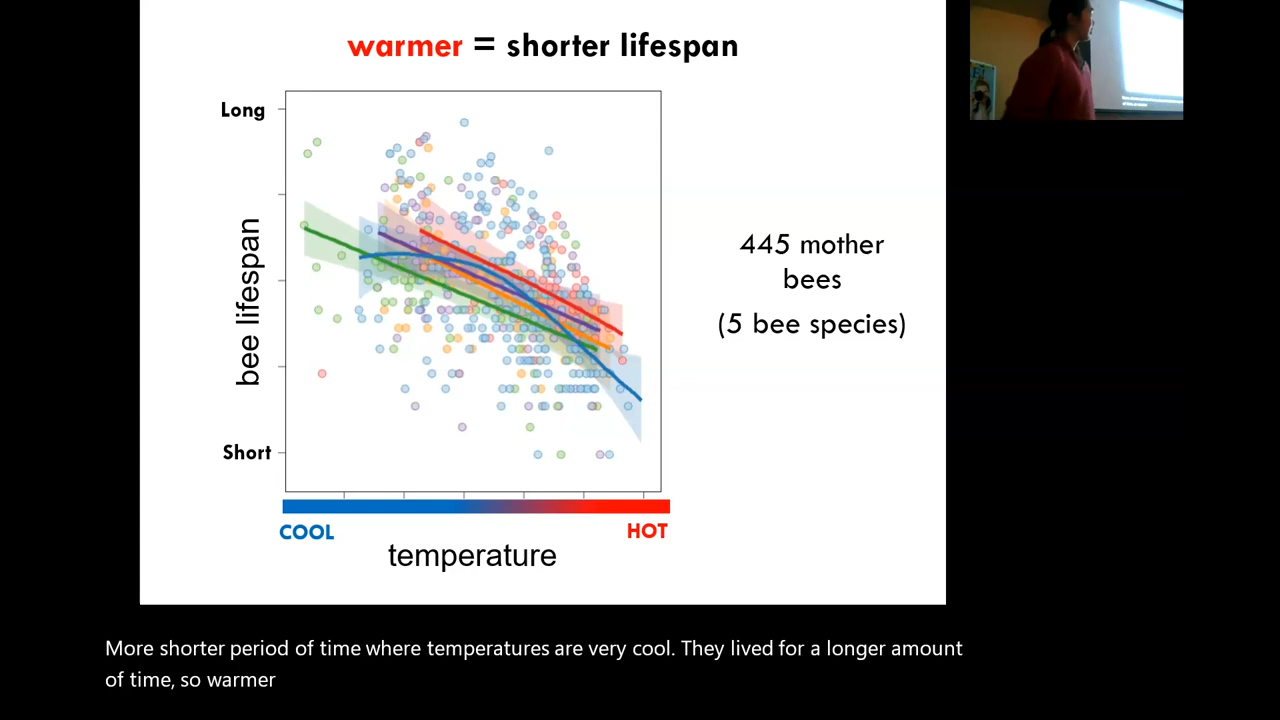 warmer = shorter lifespan
Long
bee lifespan
Short
COOL
HOT
temperature
445 mother
bees
(5 bee species)
More shorter period of time where temperatures are very cool. They lived for a longer amount
of time, so warmer